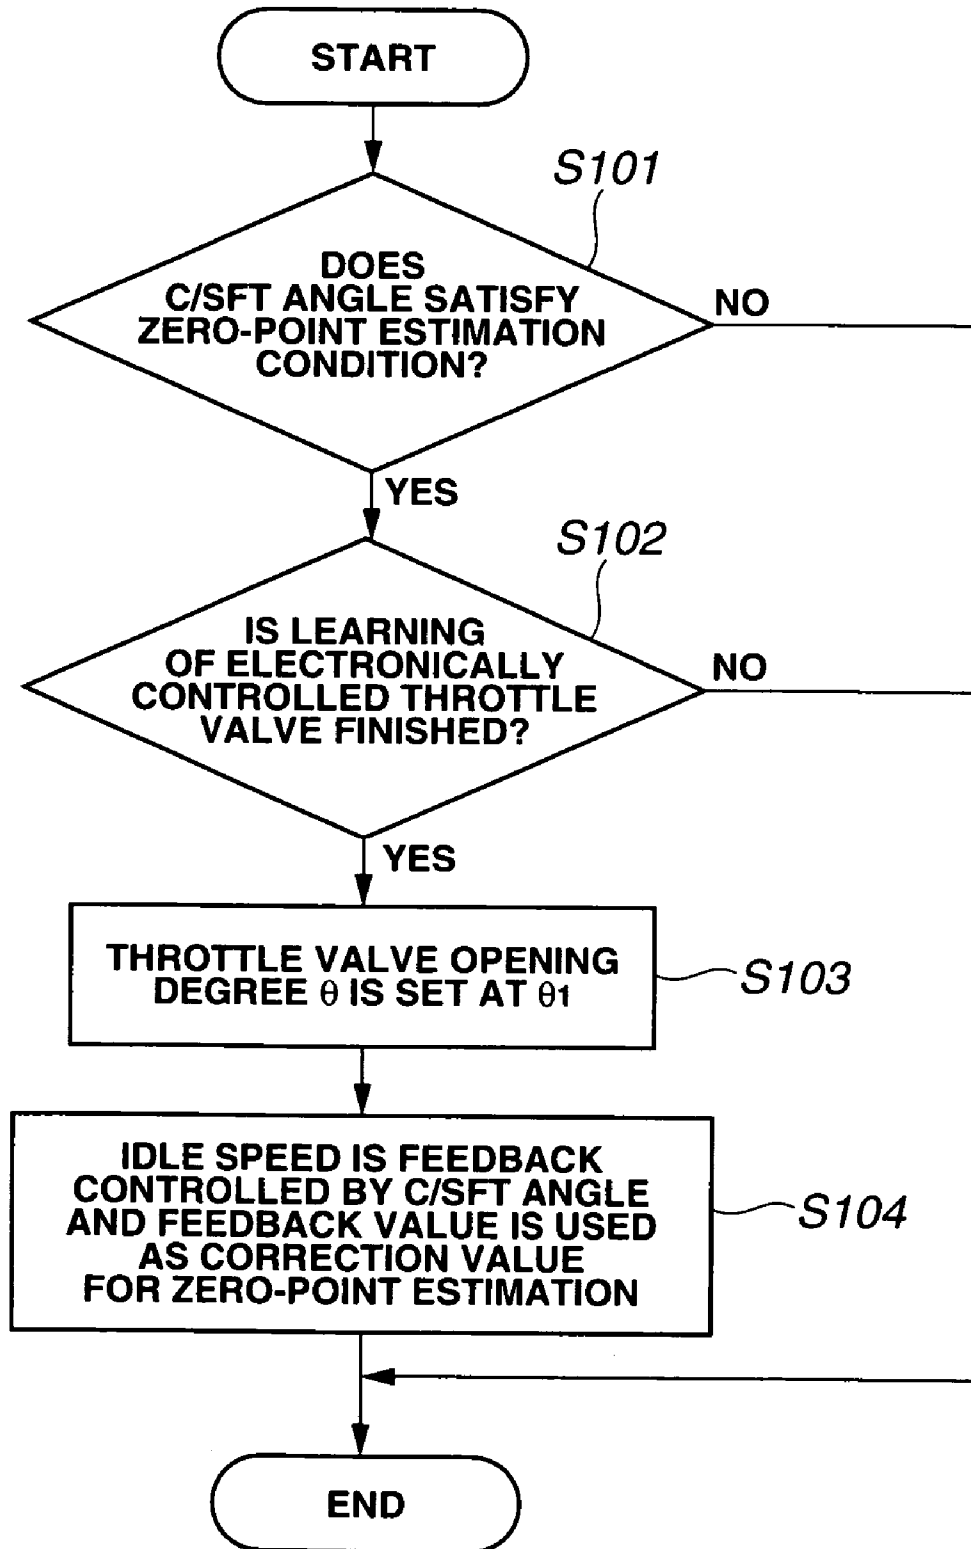 START
S101
DOES
C/SFT ANGLE SATISFY
ZERO-POINT ESTIMATION
CONDITION?
NO
YES
S102
IS LEARNING
OF ELECTRONICALLY
CONTROLLED THROTTLE
VALVE FINISHED?
NO
YES
THROTTLE VALVE OPENING
DEGREE θ IS SET AT θ1
S103
IDLE SPEED IS FEEDBACK
CONTROLLED BY C/SFT ANGLE
AND FEEDBACK VALUE IS USED
AS CORRECTION VALUE
FOR ZERO-POINT ESTIMATION
S104
END